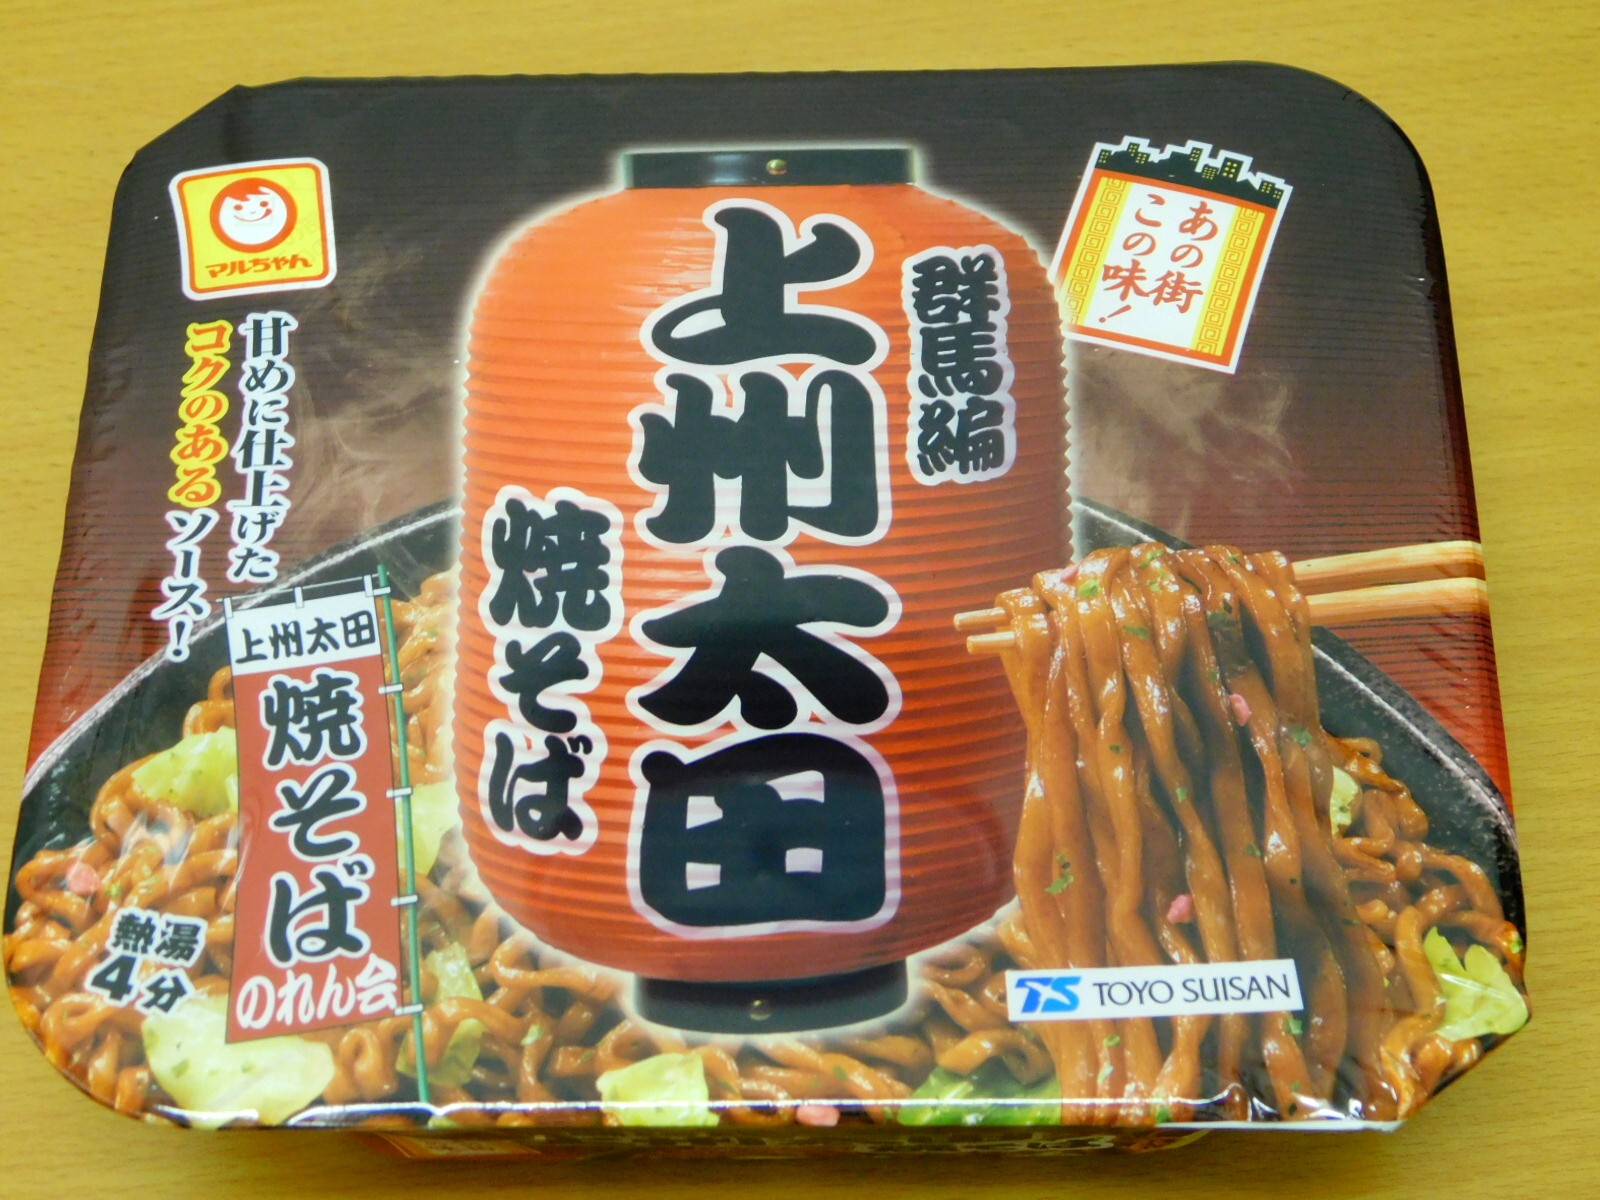 マルちゃん
あの街
この味!
群馬編
上州太田
焼そば
甘めに仕上げた
コクのある
ソース!
上州太田
焼そば
のれん会
熱湯
4分
TS TOYO SUISAN